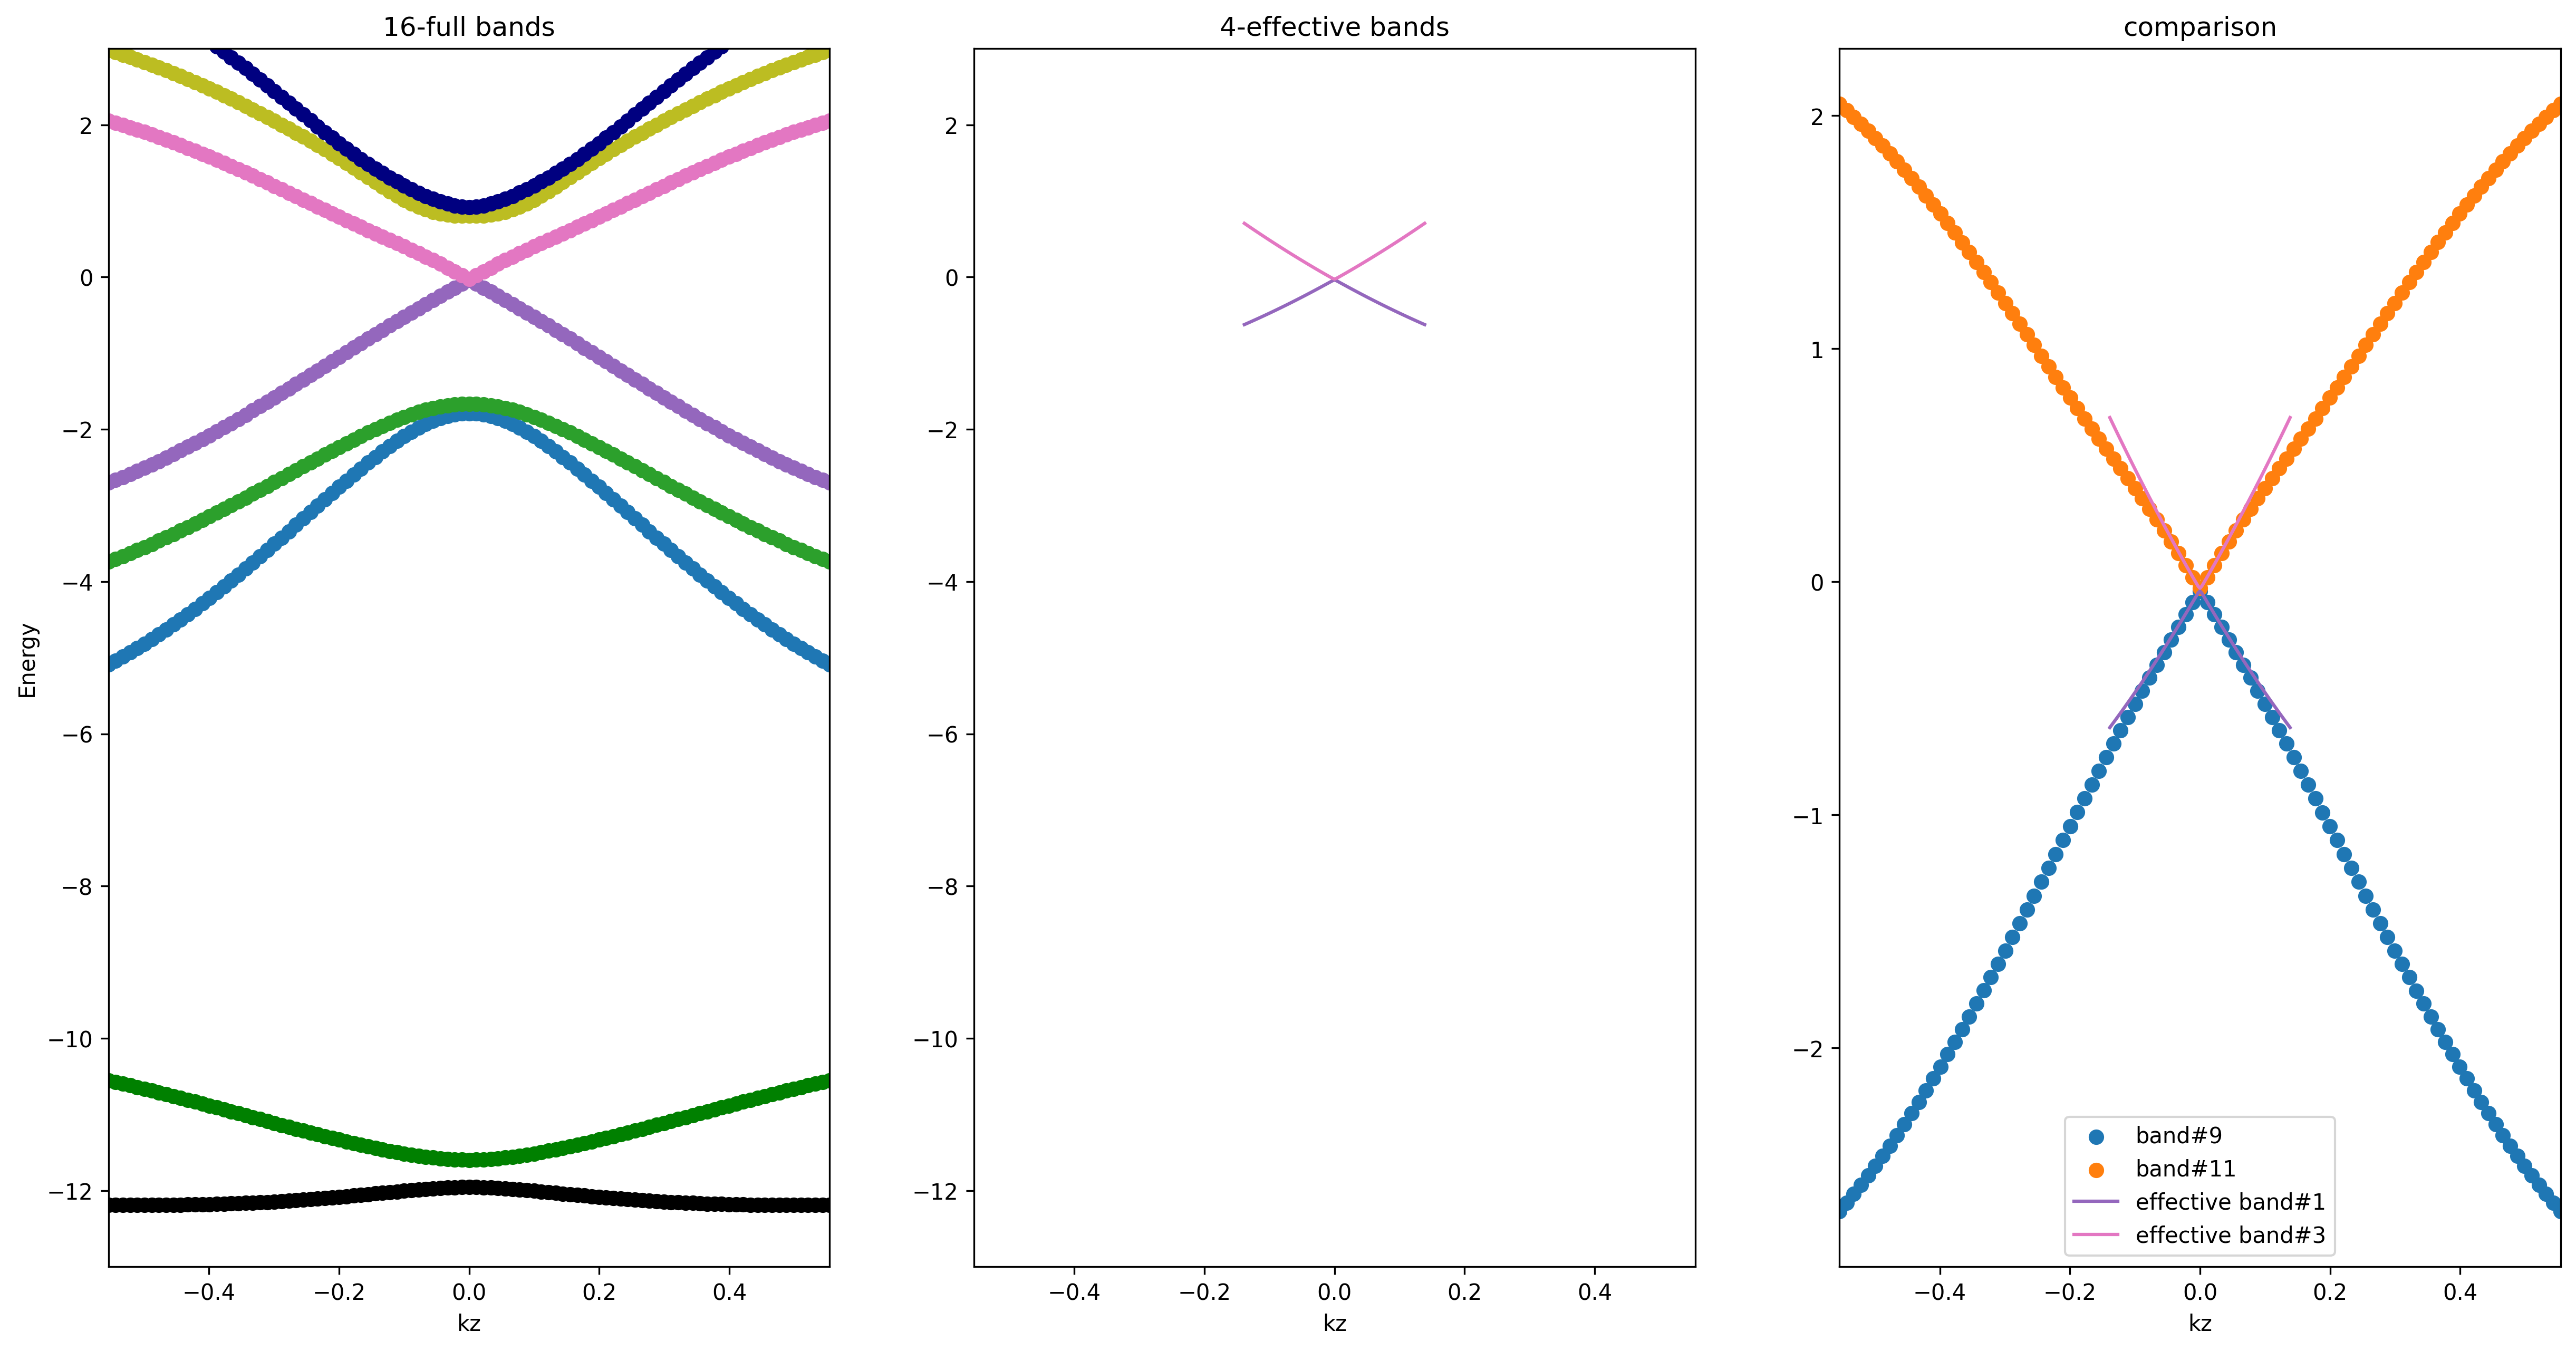 16-full bands
4-effective bands
comparison
2
0
−2
−4
−6
−8
−10
−12
Energy
−0.4 −0.2 0.0 0.2 0.4
kz
2
0
−2
−4
−6
−8
−10
−12
−0.4 −0.2 0.0 0.2 0.4
kz
2
1
0
−1
−2
band#9
band#11
effective band#1
effective band#3
−0.4 −0.2 0.0 0.2 0.4
kz